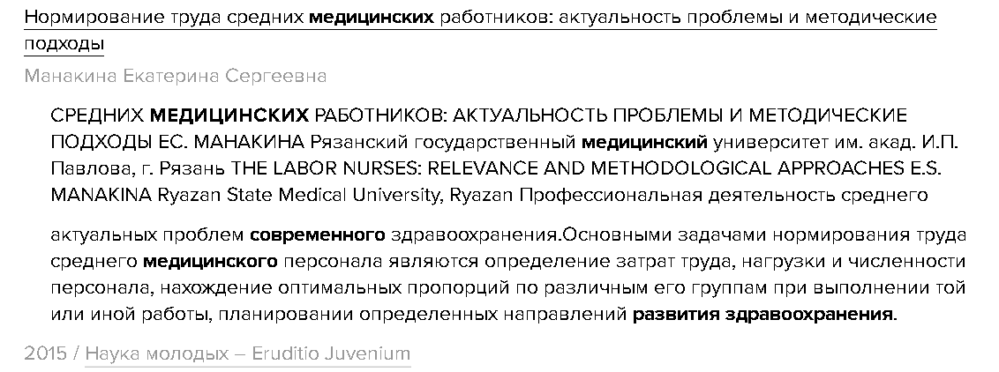 Нормирование труда средних медицинских работников: актуальность проблемы и методические
подходы
Манакина Екатерина Сергеевна
СРЕДНИХ МЕДИЦИНСКИХ РАБОТНИКОВ: АКТУАЛЬНОСТЬ ПРОБЛЕМЫ И МЕТОДИЧЕСКИЕ
ПОДХОДЫ ЕС. МАНАКИНА Рязанский государственный медицинский университет им. акад. И.П.
Павлова, г. Рязань THE LABOR NURSES: RELEVANCE AND METHODOLOGICAL APPROACHES E.S.
MANAKINA Ryazan State Medical University, Ryazan Профессиональная деятельность среднего
актуальных проблем современного здравоохранения.Основными задачами нормирования труда
среднего медицинского персонала являются определение затрат труда, нагрузки и численности
персонала, нахождение оптимальных пропорций по различным его группам при выполнении той
или иной работы, планировании определенных направлений развития здравоохранения.
2015 / Наука молодых – Eruditio Juvenium